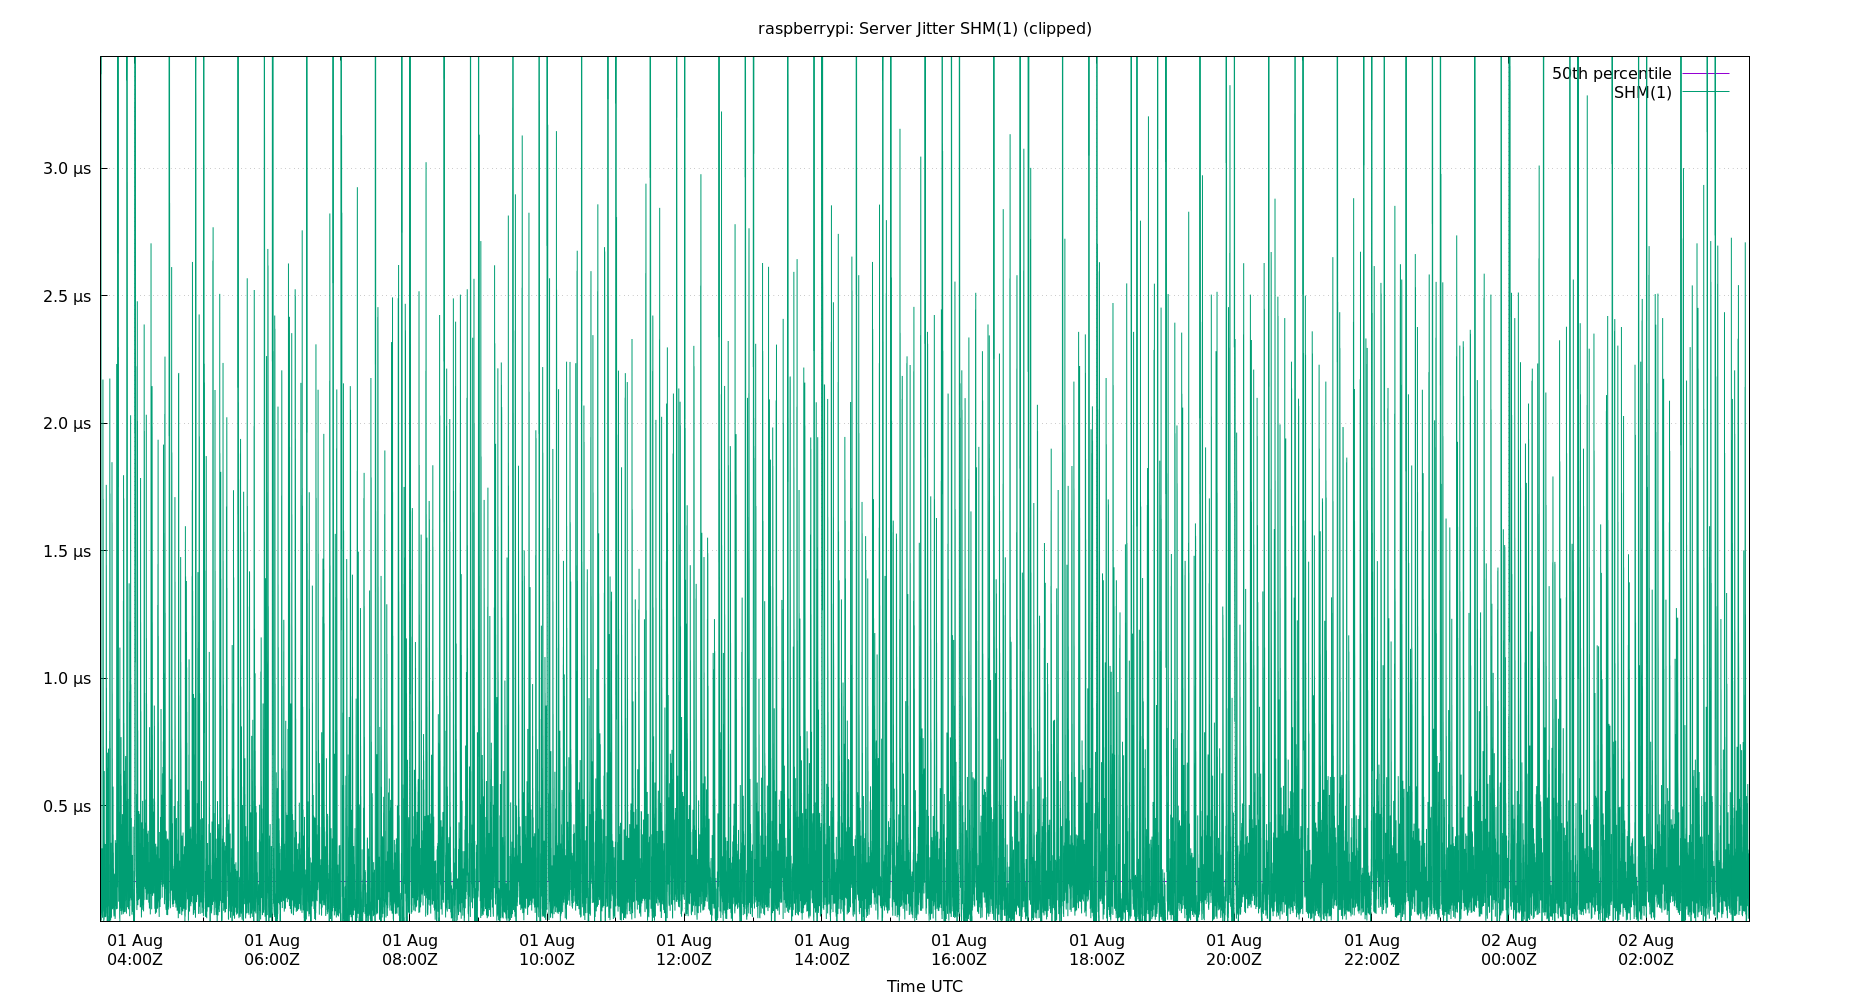 raspberrypi: Server Jitter SHM(1) (clipped)
50th percentile
SHM(1)
3.0 µs
2.5 µs
2.0 µs
1.5 µs
1.0 µs
0.5 µs
01 Aug 01 Aug 01 Aug 01 Aug 01 Aug 01 Aug 01 Aug 01 Aug 01 Aug 01 Aug 02 Aug 02 Aug
04:00Z 06:00Z 08:00Z 10:00Z 12:00Z 14:00Z 16:00Z 18:00Z 20:00Z 22:00Z 00:00Z 02:00Z
Time UTC